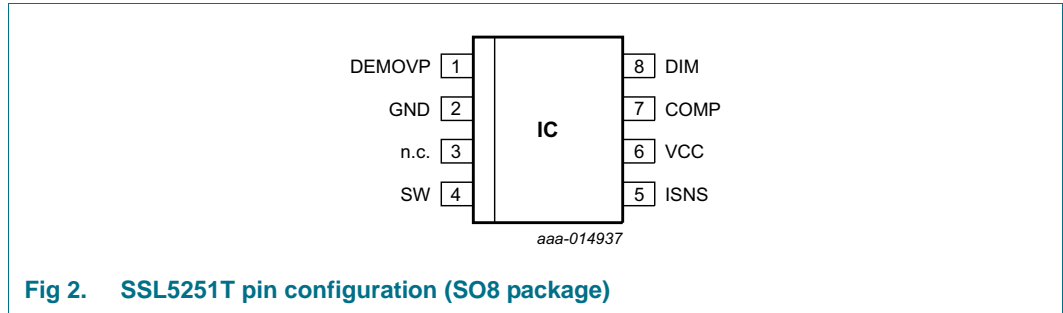 DEMOVP 1 8 DIM
GND 2 7 COMP
IC
n.c. 3 6 VCC
SW 4 5 ISNS
aaa-014937
Fig 2. SSL5251T pin configuration (SO8 package)